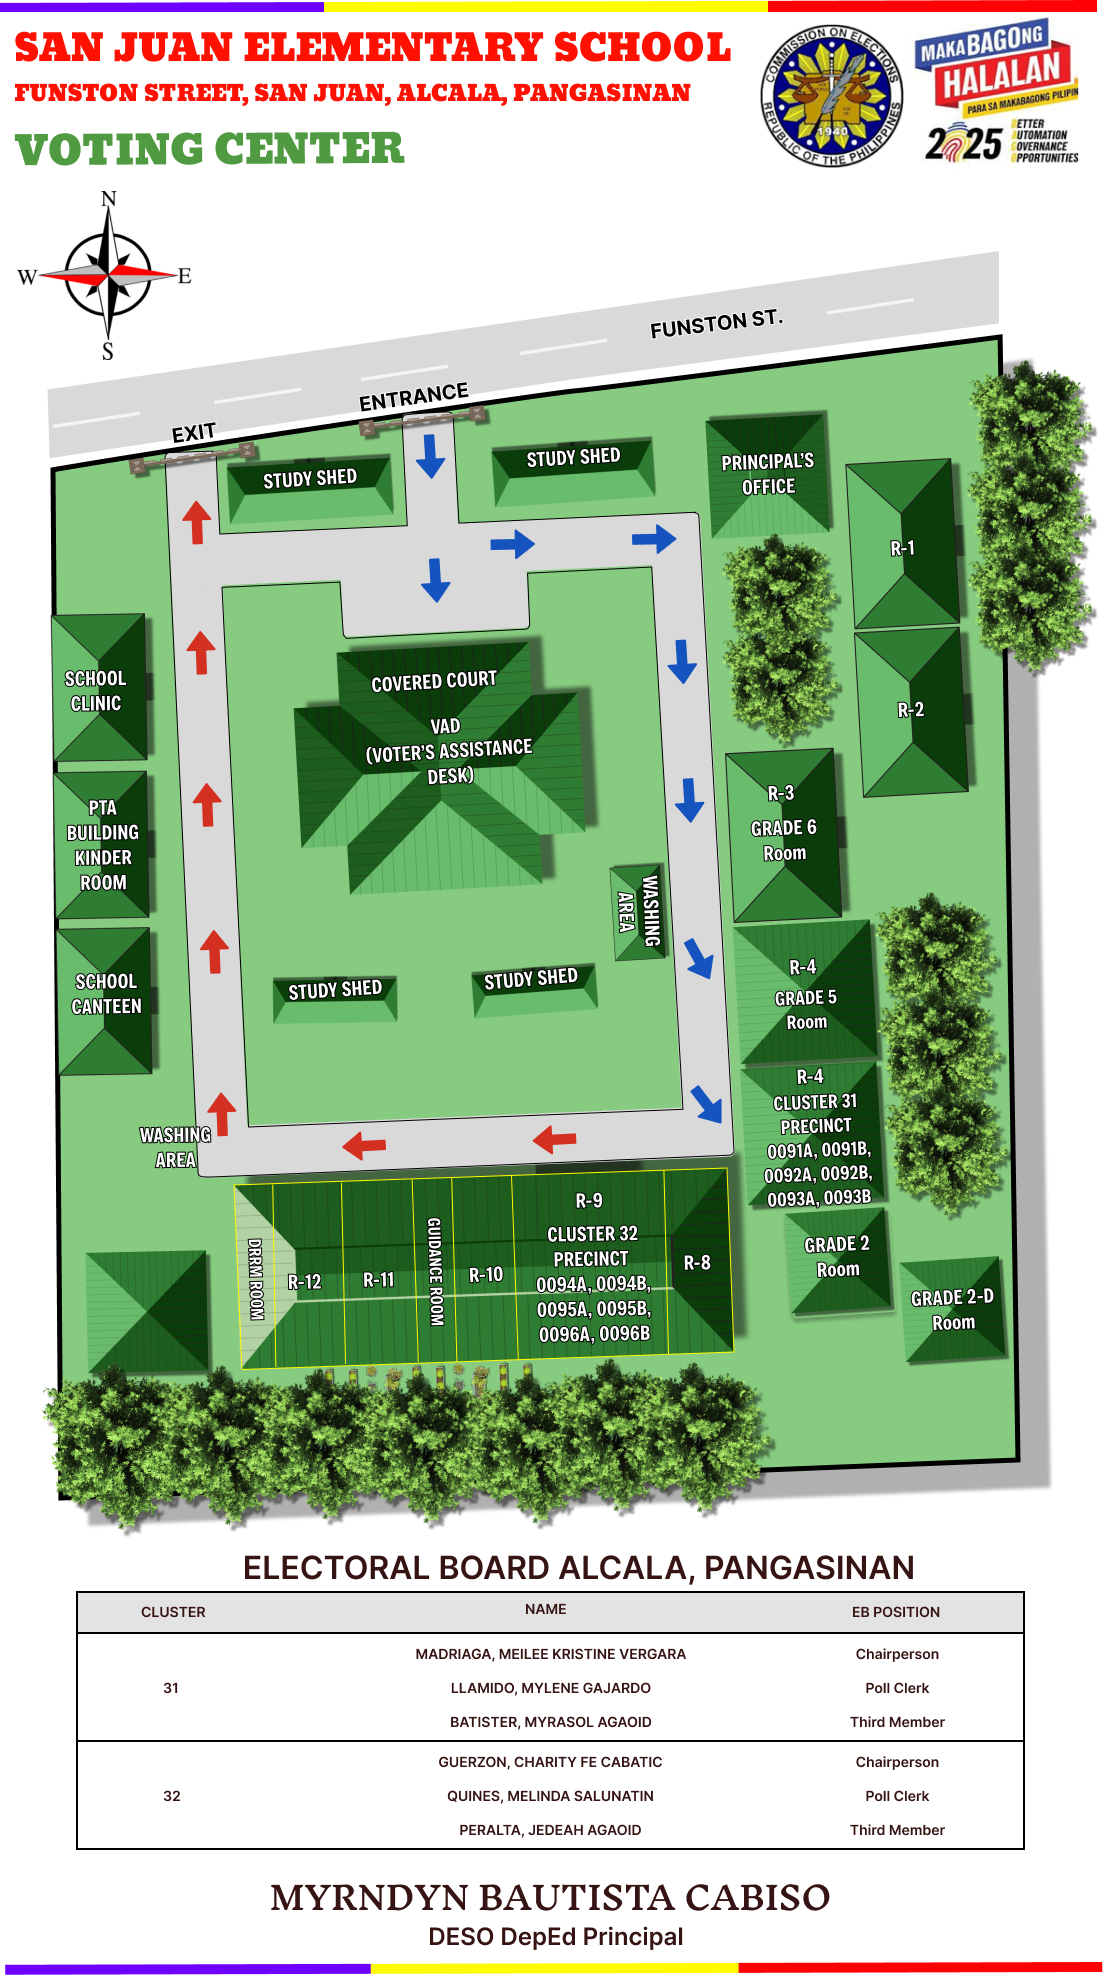 SAN JUAN ELEMENTARY SCHOOL
FUNSTON STREET, SAN JUAN, ALCALA, PANGASINAN
VOTING CENTER
COMMISSION ON ELECTIONS
REPUBLIC OF THE PHILIPPINES
1940
MAKABAGONG
HALALAN
PARA SA MAKABAGONG PILIPIN
2025
BETTER
AUTOMATION
GOVERNANCE
OPPORTUNITIES
N
W
E
S
FUNSTON ST.
ENTRANCE
EXIT
STUDY SHED
STUDY SHED
PRINCIPAL'S
OFFICE
R-1
R-2
SCHOOL
CLINIC
COVERED COURT
VAD
(VOTER'S ASSISTANCE
DESK)
R-3
GRADE 6
Room
PTA
BUILDING
KINDER
ROOM
WASHING
AREA
SCHOOL
CANTEEN
STUDY SHED
STUDY SHED
R-4
GRADE 5
Room
R-4
CLUSTER 31
PRECINCT
0091A, 0091B,
0092A, 0092B,
0093A, 0093B
WASHING
AREA
DRRM ROOM
R-12
R-11
GUIDANCE ROOM
R-10
R-9
CLUSTER 32
PRECINCT
0094A, 0094B,
0095A, 0095B,
0096A, 0096B
R-8
GRADE 2
Room
GRADE 2-D
Room
ELECTORAL BOARD ALCALA, PANGASINAN
CLUSTER NAME EB POSITION
MADRIAGA, MEILEE KRISTINE VERGARA Chairperson
31 LLAMIDO, MYLENE GAJARDO Poll Clerk
BATISTER, MYRASOL AGAOID Third Member
GUERZON, CHARITY FE CABATIC Chairperson
32 QUINES, MELINDA SALUNATIN Poll Clerk
PERALTA, JEDEAH AGAOID Third Member
MYRNDYN BAUTISTA CABISO
DESO DepEd Principal